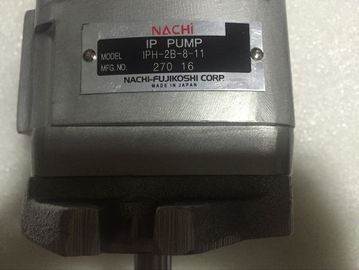 NACHi
IP PUMP
MODEL IPH-2B-8-11
MFG.NO. 270 16
NACHI-FUJIKOSHI CORP.
MADE IN JAPAN